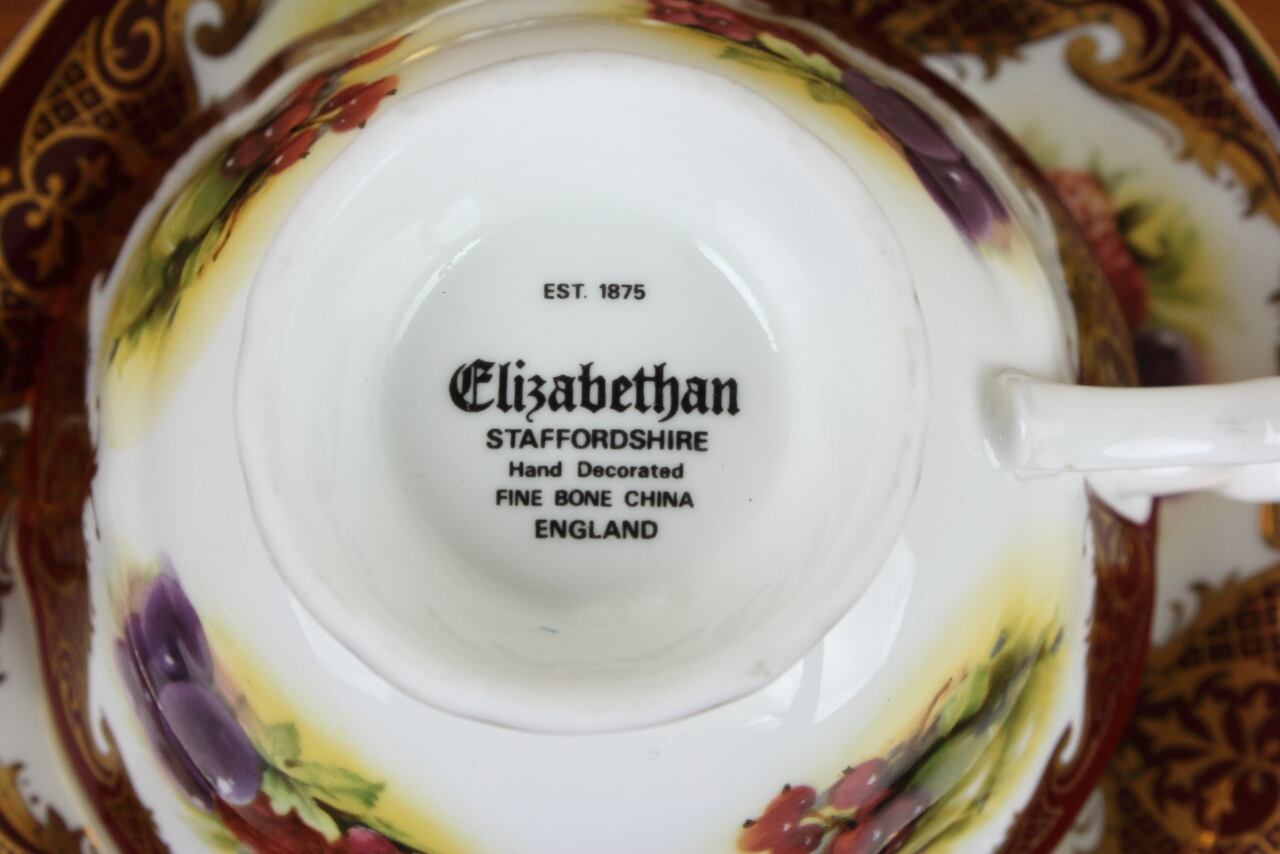 EST. 1875
Elizabethan
STAFFORDSHIRE
Hand Decorated
FINE BONE CHINA
ENGLAND